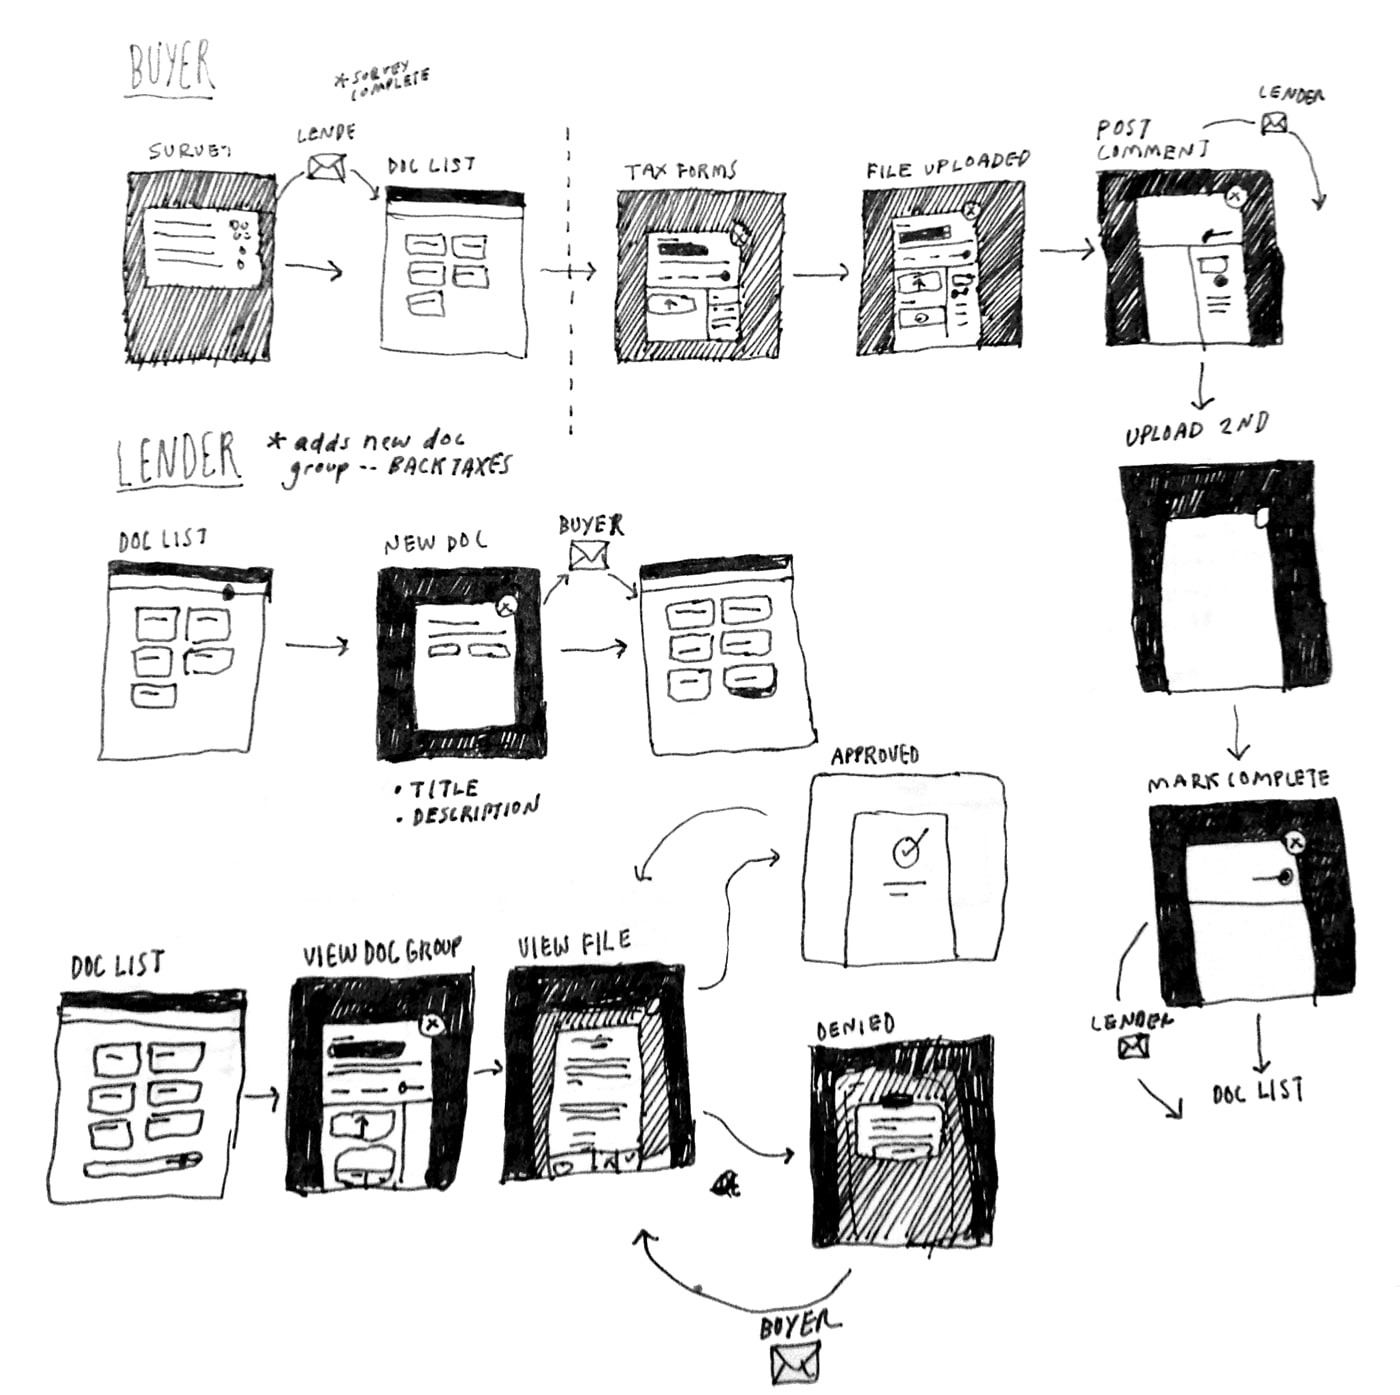 BUYER
*SURVEY
COMPLETE
LENDE
SURVEY
DOC LIST
TAX FORMS
FILE UPLOADED
POST
COMMENT
LENDER
UPLOAD 2ND
MARK COMPLETE
LENDER
DOC LIST
LENDER
* adds new doc
group -- BACK TAXES
DOC LIST
NEW DOC
BUYER
• TITLE
• DESCRIPTION
APPROVED
DOC LIST
VIEW DOC GROUP
VIEW FILE
DENIED
BUYER